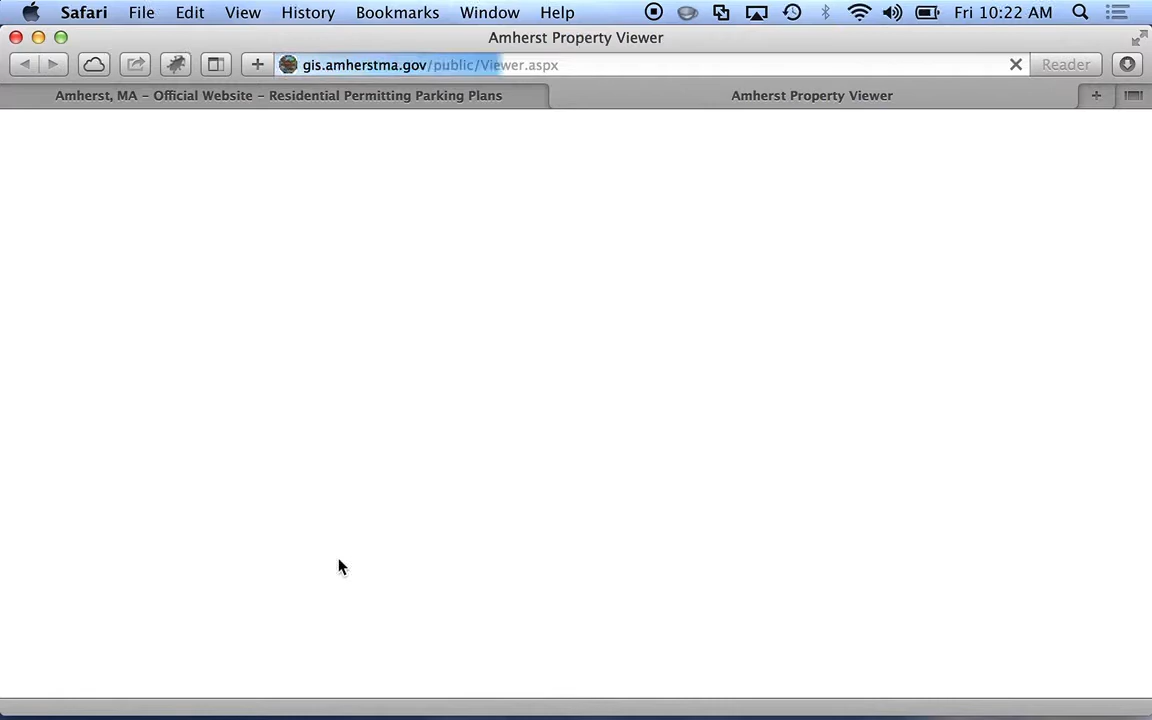 Safari File Edit View History Bookmarks Window Help Fri 10:22 AM
Amherst Property Viewer
gis.amherstma.gov/public/Viewer.aspx Reader
Amherst, MA - Official Website - Residential Permitting Parking Plans Amherst Property Viewer